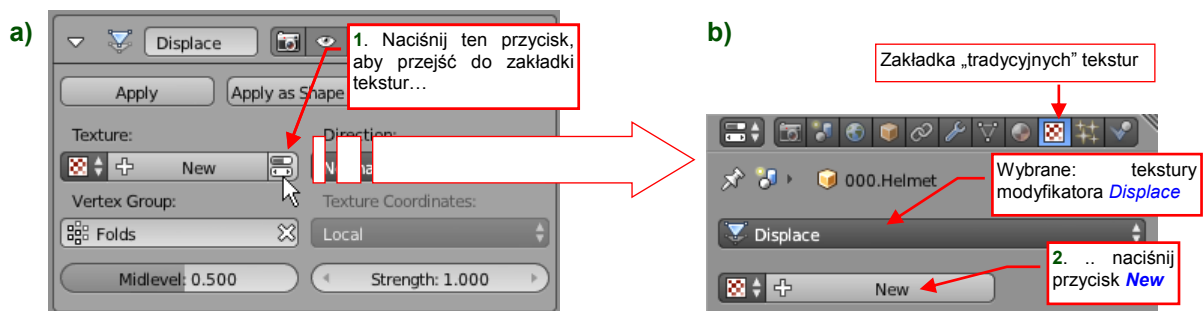 a)
Displace
1. Naciśnij ten przycisk,
aby przejść do zakładki
tekstur…
Apply
Apply as Shape
Texture:
Direction:
New
Vertex Group:
Texture Coordinates:
Folds
Local
Midlevel: 0.500
Strength: 1.000
b)
Zakładka „tradycyjnych” tekstur
000.Helmet
Wybrane: tekstury
modyfikatora Displace
Displace
2. .. naciśnij
przycisk New
New